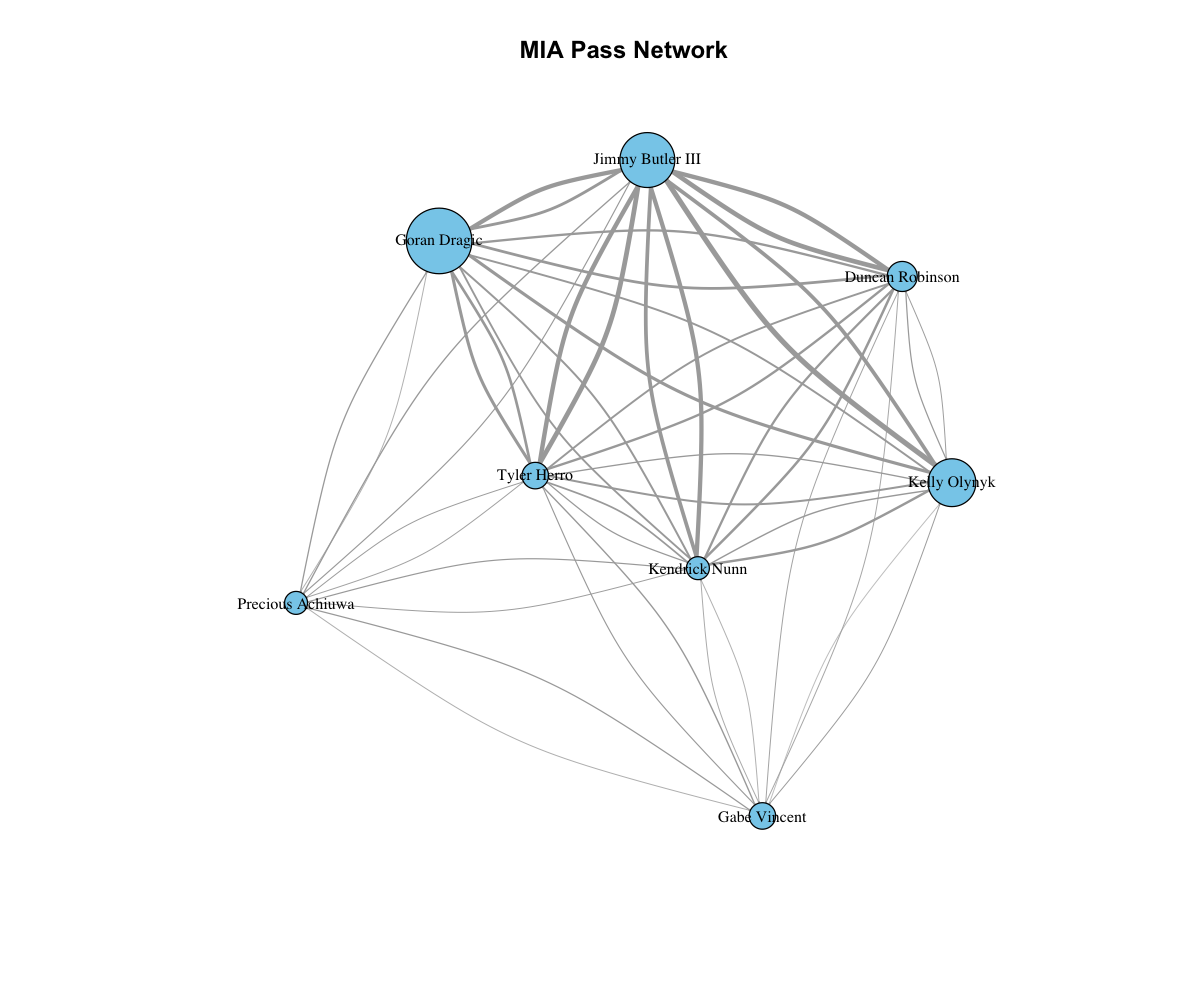 MIA Pass Network
Jimmy Butler III
Goran Dragic
Duncan Robinson
Tyler Herro
Kelly Olynyk
Kendrick Nunn
Precious Achiuwa
Gabe Vincent